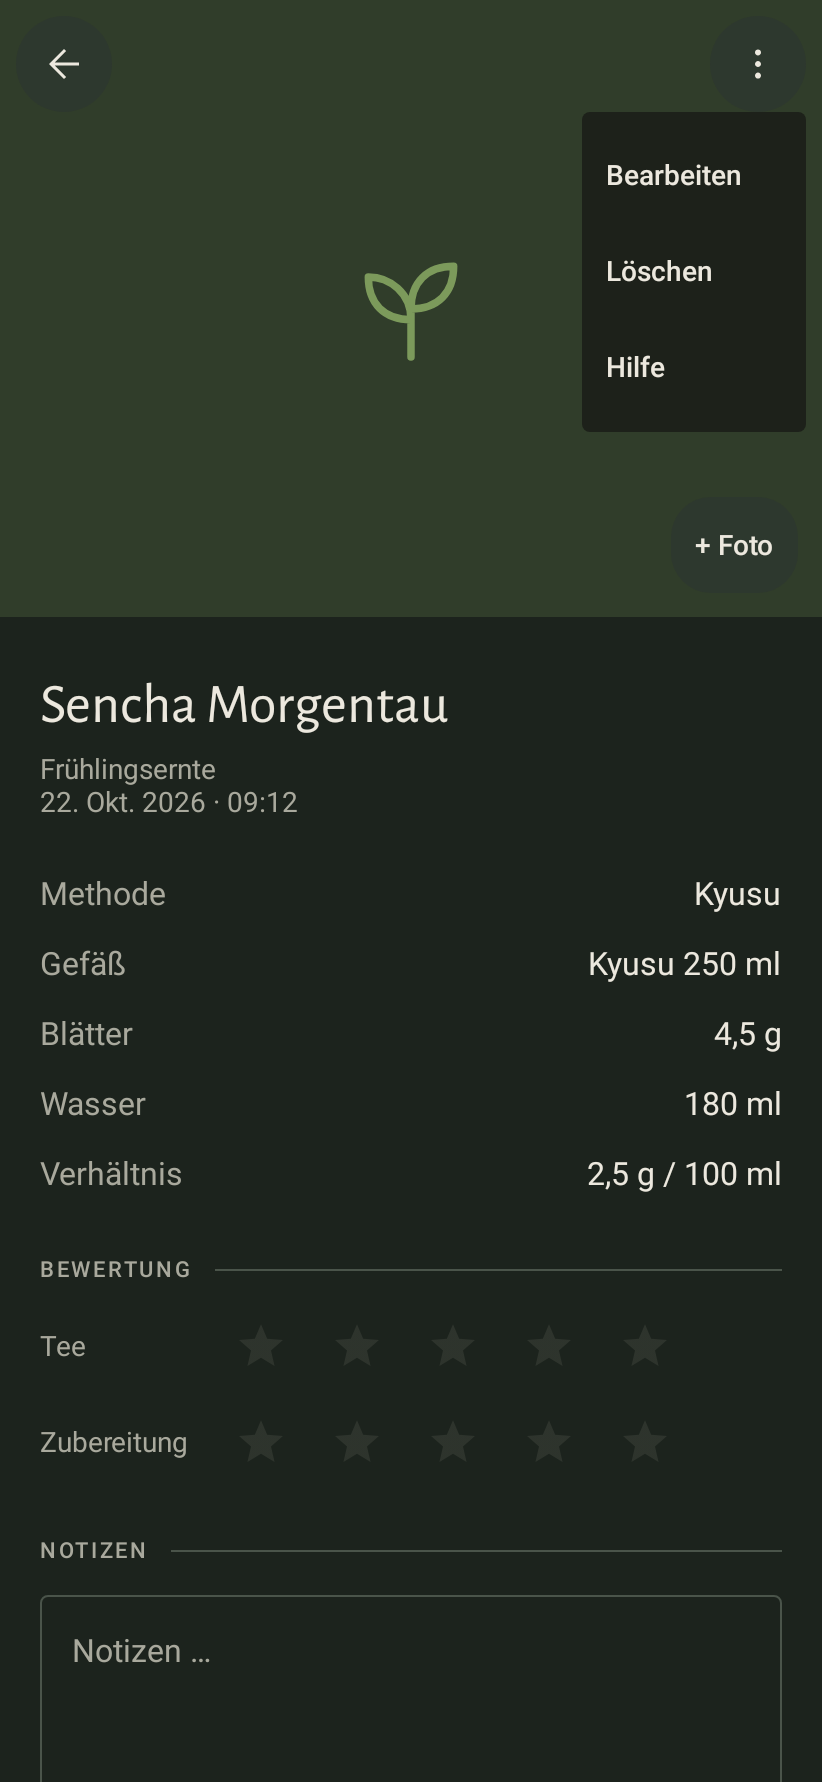 Bearbeiten
Löschen
Hilfe
+ Foto
Sencha Morgentau
Frühlingsernte
22. Okt. 2026 · 09:12
Methode Kyusu
Gefäß Kyusu 250 ml
Blätter 4,5 g
Wasser 180 ml
Verhältnis 2,5 g / 100 ml
BEWERTUNG
Tee
Zubereitung
NOTIZEN
Notizen …